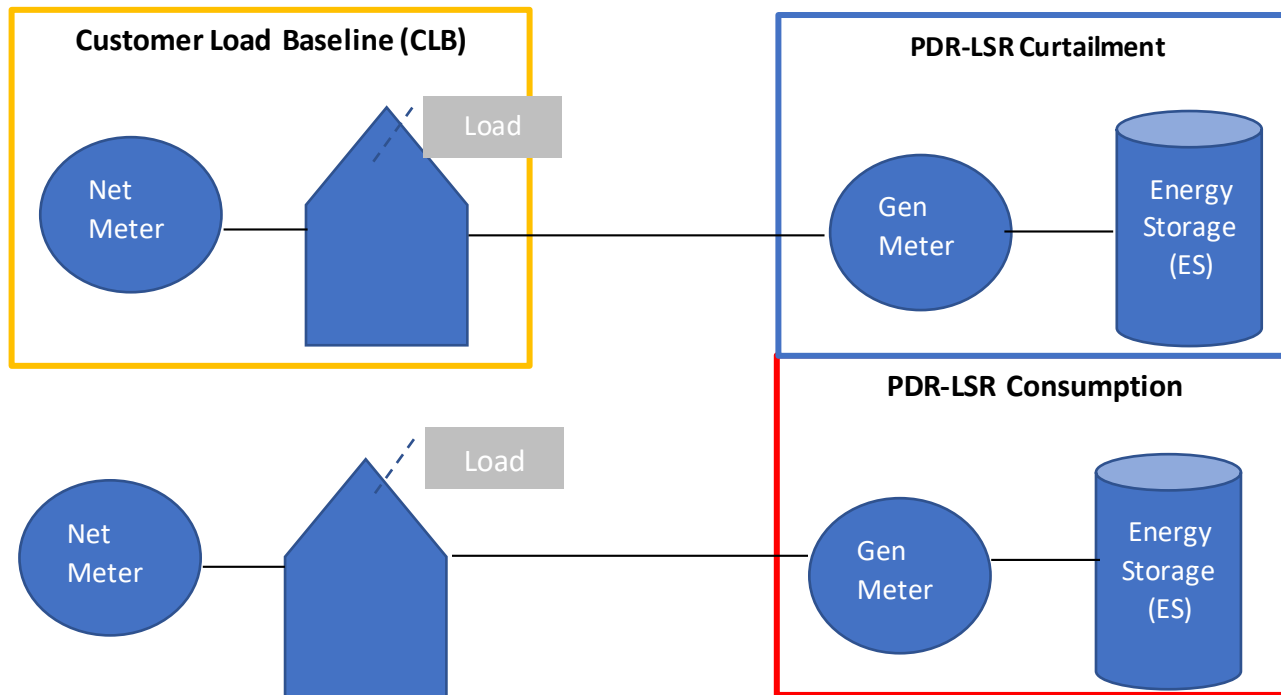 Customer Load Baseline (CLB)
PDR-LSR Curtailment
Load
Net
Meter
Gen
Meter
Energy
Storage
(ES)
PDR-LSR Consumption
Load
Net
Meter
Gen
Meter
Energy
Storage
(ES)